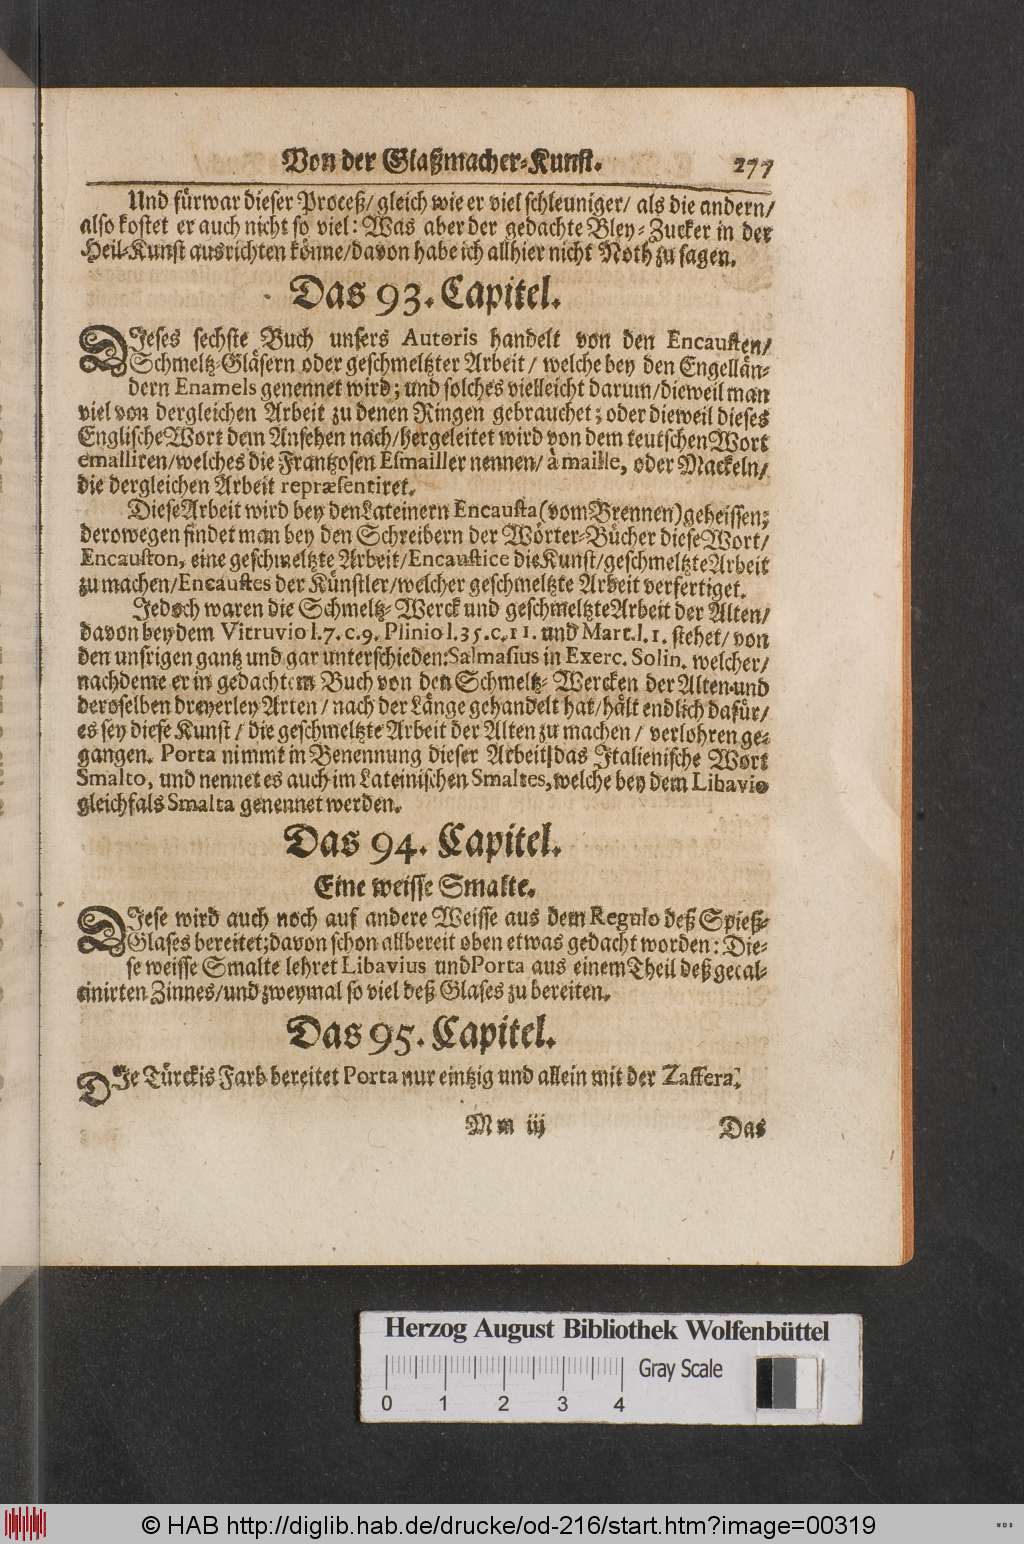 Von der Glaßmacher-Kunst. 277
Und fürwar dieser Proceß/ gleich wie er viel schleuniger/ als die andern/
also kostet er auch nicht so viel: Was aber der gedachte Bley-Zucker in der
Heil-Kunst ausrichten könne/davon habe ich allhier nicht Noth zu sagen.
Das 93. Capitel.
DIeses sechste Buch unsers Autoris handelt von den Encausten/
Schmeltz-Gläsern oder geschmeltzter Arbeit/ welche bey den Engellän-
dern Enamels genennet wird; und solches vielleicht darum/dieweil man
viel von dergleichen Arbeit zu denen Ringen gebrauchet; oder dieweil dieses
Englische Wort dem Ansehen nach/hergeleitet wird von dem teutschen Wort
emalliren/welches die Frantzosen Esmailler nennen/ à maille, oder Mackeln/
die dergleichen Arbeit repræsentiret.
Diese Arbeit wird bey den Lateinern Encausta (vom Brennen) geheissen;
derowegen findet man bey den Schreibern der Wörter-Bücher diese Wort/
Encauston, eine geschmeltzte Arbeit/Encaustice die Kunst/geschmeltzte Arbeit
zu machen/Encaustes der Künstler/welcher geschmeltzte Arbeit verfertiget.
Jedoch waren die Schmeltz-Werck und geschmeltzte Arbeit der Alten/
davon bey dem Vitruvio l.7.c.9. Plinio l.35.c.11. und Mart.l.1. stehet/ von
den unsrigen gantz und gar unterschieden: Salmasius in Exerc. Solin. welcher/
nachdeme er in gedachtem Buch von den Schmeltz-Wercken der Alten und
deroselben dreyerley Arten/ nach der Länge gehandelt hat/hält endlich dafür/
es sey diese Kunst/ die geschmeltzte Arbeit der Alten zu machen/ verlohren ge-
gangen. Porta nimmt in Benennung dieser Arbeit/das Italienische Wort
Smalto, und nennet es auch im Lateinischen Smaltes, welche bey dem Libavio
gleichfals Smalta genennet werden.
Das 94. Capitel.
Eine weisse Smalte.
DIese wird auch noch auf andere Weisse aus dem Regulo deß Spieß-
Glases bereitet; davon schon allbereit oben etwas gedacht worden: Die-
se weisse Smalte lehret Libavius und Porta aus einem Theil deß gecal-
cinirten Zinnes/und zweymal so viel deß Glases zu bereiten.
Das 95. Capitel.
DIe Türckis Farb bereitet Porta nur eintzig und allein mit der Zaffera.
Mm iij Das
Herzog August Bibliothek Wolfenbüttel
Gray Scale
0 1 2 3 4
© HAB http://diglib.hab.de/drucke/od-216/start.htm?image=00319